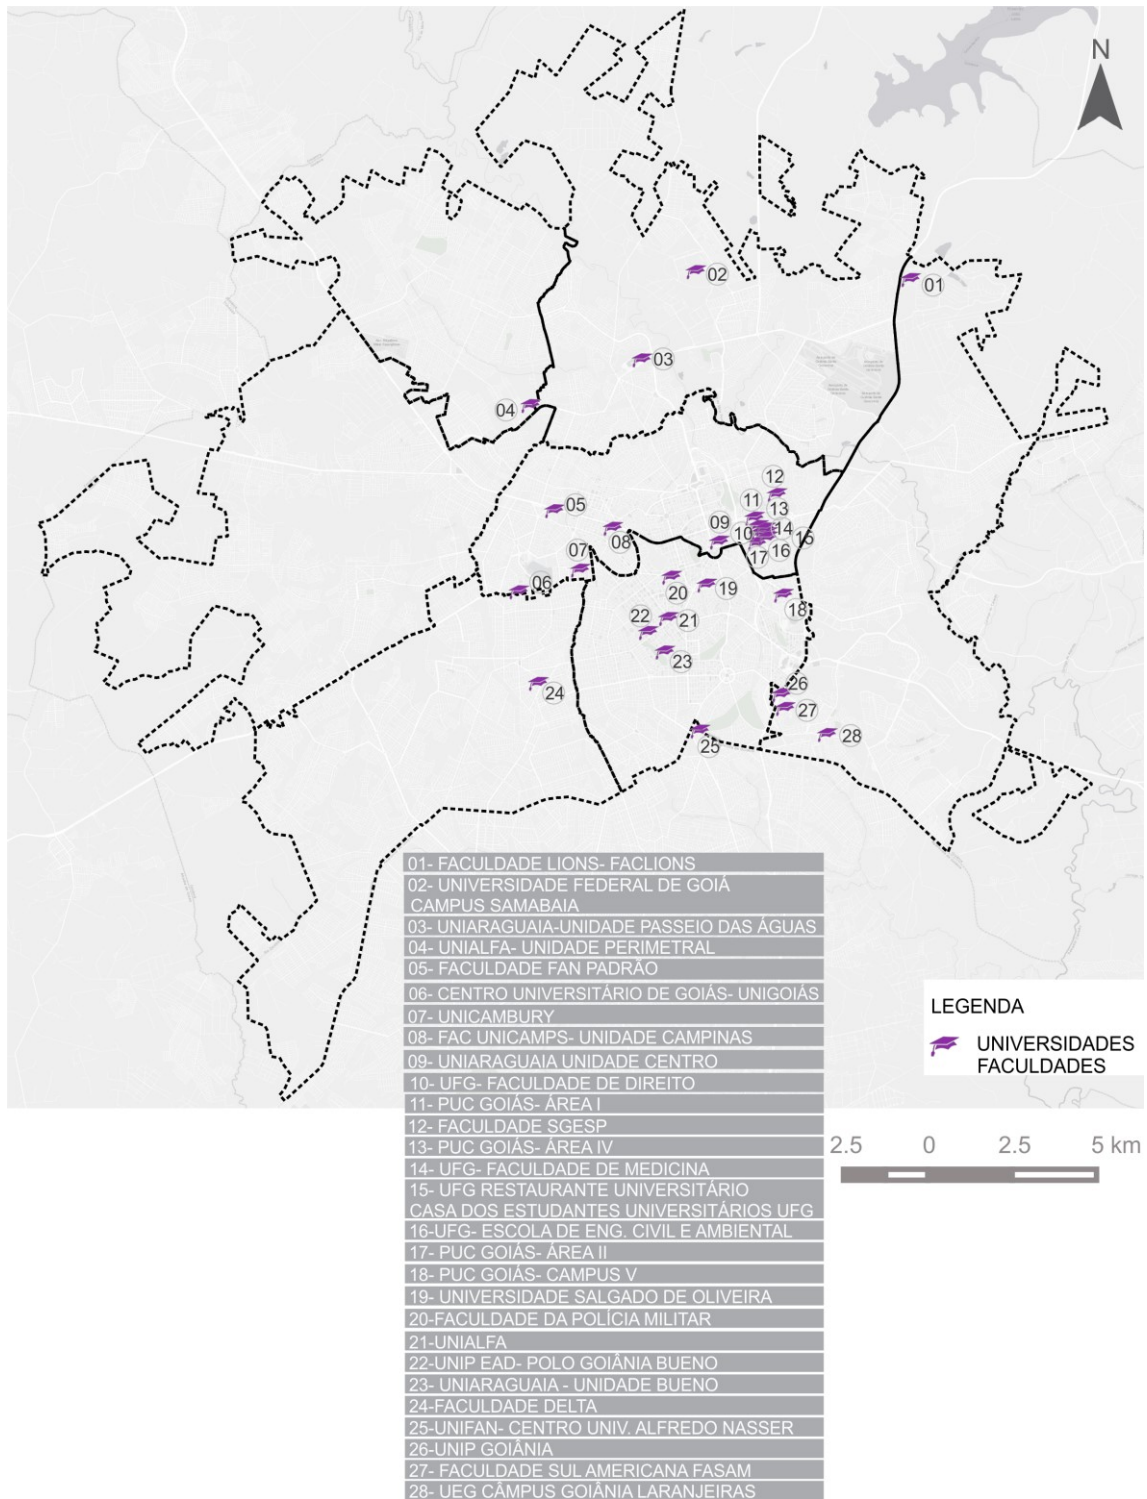 N
02
01
03
04
12
05
11
13
09
14
08
10
15
16
07
17
06
20
19
18
22
21
23
24
26
27
28
25
01- FACULDADE LIONS- FACLIONS
02- UNIVERSIDADE FEDERAL DE GOIÁ
CAMPUS SAMABAIA
03- UNIARAGUAIA-UNIDADE PASSEIO DAS ÁGUAS
04- UNIALFA- UNIDADE PERIMETRAL
05- FACULDADE FAN PADRÃO
06- CENTRO UNIVERSITÁRIO DE GOIÁS- UNIGOIÁS
07- UNICAMBURY
08- FAC UNICAMPS- UNIDADE CAMPINAS
09- UNIARAGUAIA UNIDADE CENTRO
10- UFG- FACULDADE DE DIREITO
11- PUC GOIÁS- ÁREA I
12- FACULDADE SGESP
13- PUC GOIÁS- ÁREA IV
14- UFG- FACULDADE DE MEDICINA
15- UFG RESTAURANTE UNIVERSITÁRIO
CASA DOS ESTUDANTES UNIVERSITÁRIOS UFG
16-UFG- ESCOLA DE ENG. CIVIL E AMBIENTAL
17- PUC GOIÁS- ÁREA II
18- PUC GOIÁS- CAMPUS V
19- UNIVERSIDADE SALGADO DE OLIVEIRA
20-FACULDADE DA POLÍCIA MILITAR
21-UNIALFA
22-UNIP EAD- POLO GOIÂNIA BUENO
23- UNIARAGUAIA - UNIDADE BUENO
24-FACULDADE DELTA
25-UNIFAN- CENTRO UNIV. ALFREDO NASSER
26-UNIP GOIÂNIA
27- FACULDADE SUL AMERICANA FASAM
28- UEG CÂMPUS GOIÂNIA LARANJEIRAS
LEGENDA
UNIVERSIDADES
FACULDADES
2.5 0 2.5 5 km